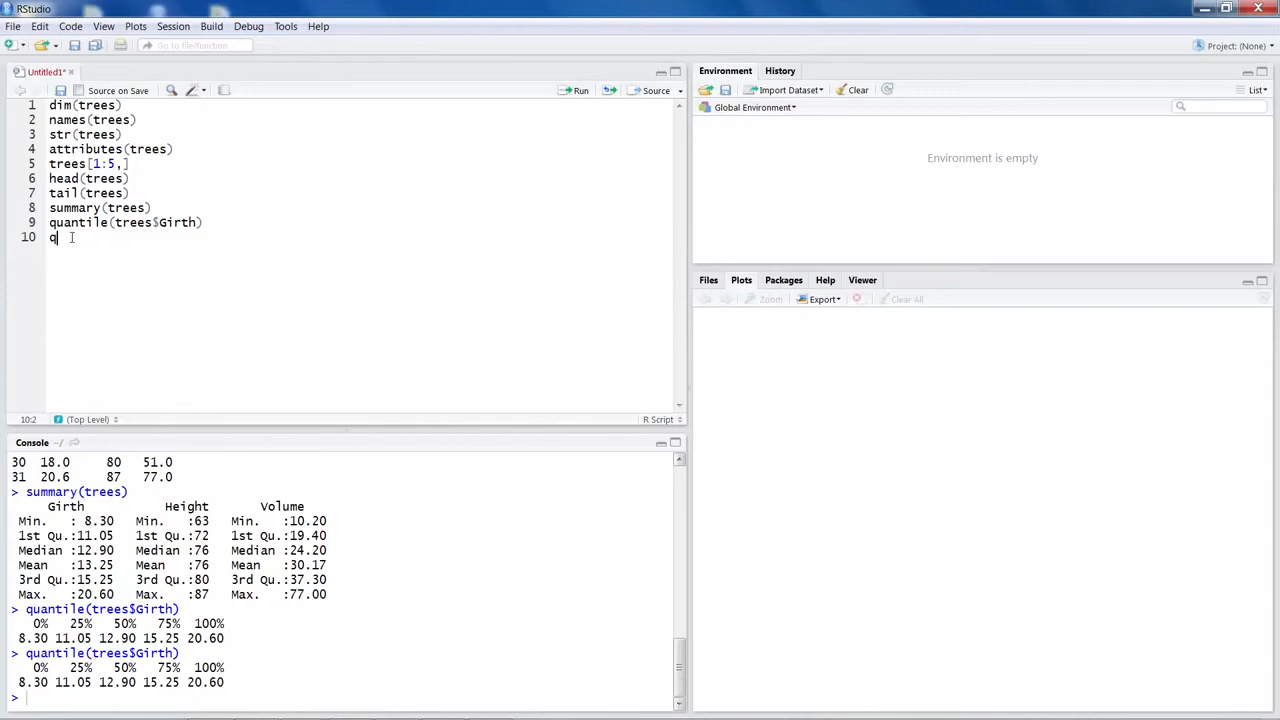 RStudio
File Edit Code View Plots Session Build Debug Tools Help
Go to file/function
Project: (None)
Untitled1*
Source on Save
Run
Source
1 dim(trees)
2 names(trees)
3 str(trees)
4 attributes(trees)
5 trees[1:5,]
6 head(trees)
7 tail(trees)
8 summary(trees)
9 quantile(trees$Girth)
10 q
10:2
(Top Level)
R Script
Console ~/
30 18.0 80 51.0
31 20.6 87 77.0
> summary(trees)
Girth Height Volume
Min. : 8.30 Min. :63 Min. :10.20
1st Qu.:11.05 1st Qu.:72 1st Qu.:19.40
Median :12.90 Median :76 Median :24.20
Mean :13.25 Mean :76 Mean :30.17
3rd Qu.:15.25 3rd Qu.:80 3rd Qu.:37.30
Max. :20.60 Max. :87 Max. :77.00
> quantile(trees$Girth)
0% 25% 50% 75% 100%
8.30 11.05 12.90 15.25 20.60
> quantile(trees$Girth)
0% 25% 50% 75% 100%
8.30 11.05 12.90 15.25 20.60
>
Environment History
Import Dataset Clear List
Global Environment
Environment is empty
Files Plots Packages Help Viewer
Zoom Export Clear All